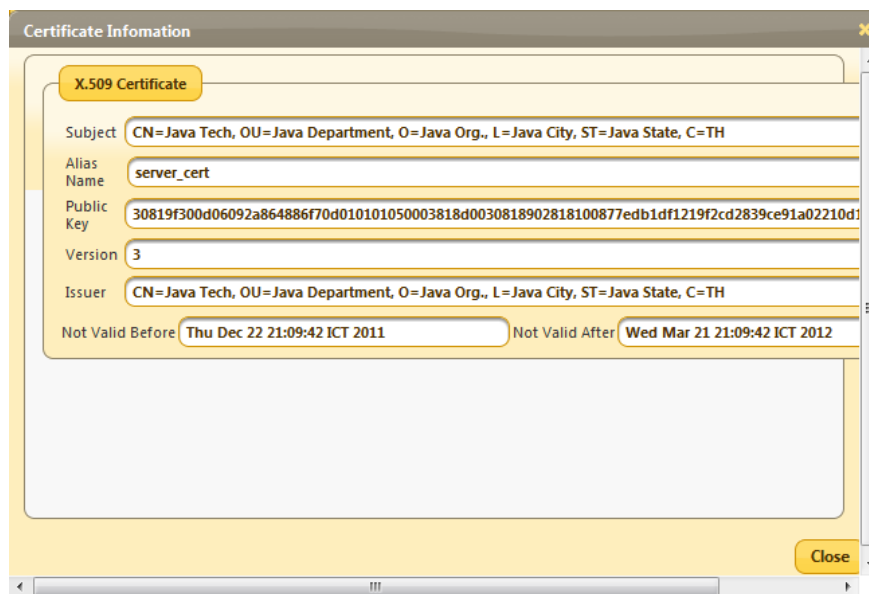 Certificate Infomation
X.509 Certificate
Subject CN=Java Tech, OU=Java Department, O=Java Org., L=Java City, ST=Java State, C=TH
Alias
Name server_cert
Public
Key 30819f300d06092a864886f70d010101050003818d0030818902818100877edb1df1219f2cd2839ce91a02210d1
Version 3
Issuer CN=Java Tech, OU=Java Department, O=Java Org., L=Java City, ST=Java State, C=TH
Not Valid Before Thu Dec 22 21:09:42 ICT 2011 Not Valid After Wed Mar 21 21:09:42 ICT 2012
Close